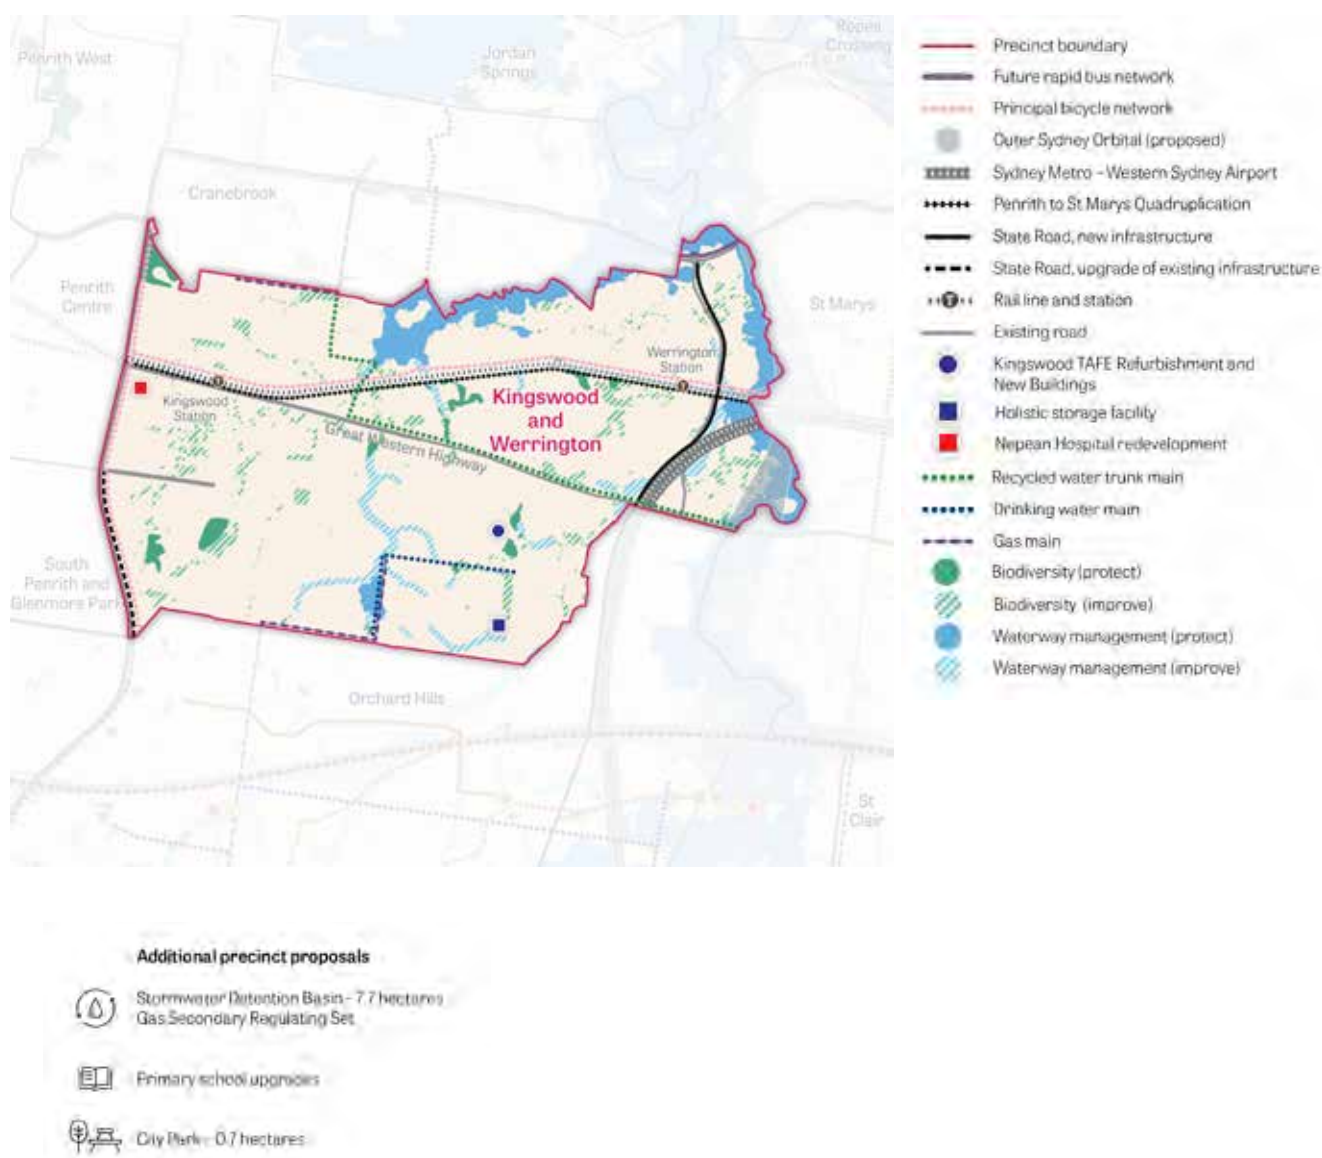 Penrith West
Jordan
Springs
Ropes
Crossing
Cranebrook
Penrith
Centre
St Marys
Werrington
Station
Kingswood
Station
Kingswood
and
Werrington
Great Western Highway
South
Penrith and
Glenmore Park
Orchard Hills
St
Clair
Precinct boundary
Future rapid bus network
Principal bicycle network
Outer Sydney Orbital (proposed)
Sydney Metro – Western Sydney Airport
Penrith to St Marys Quadruplication
State Road, new infrastructure
State Road, upgrade of existing infrastructure
Rail line and station
Existing road
Kingswood TAFE Refurbishment and
New Buildings
Holistic storage facility
Nepean Hospital redevelopment
Recycled water trunk main
Drinking water main
Gas main
Biodiversity (protect)
Biodiversity (improve)
Waterway management (protect)
Waterway management (improve)
Additional precinct proposals
Stormwater Detention Basin - 7.7 hectares
Gas Secondary Regulating Set
Primary school upgrades
City Park - 0.7 hectares